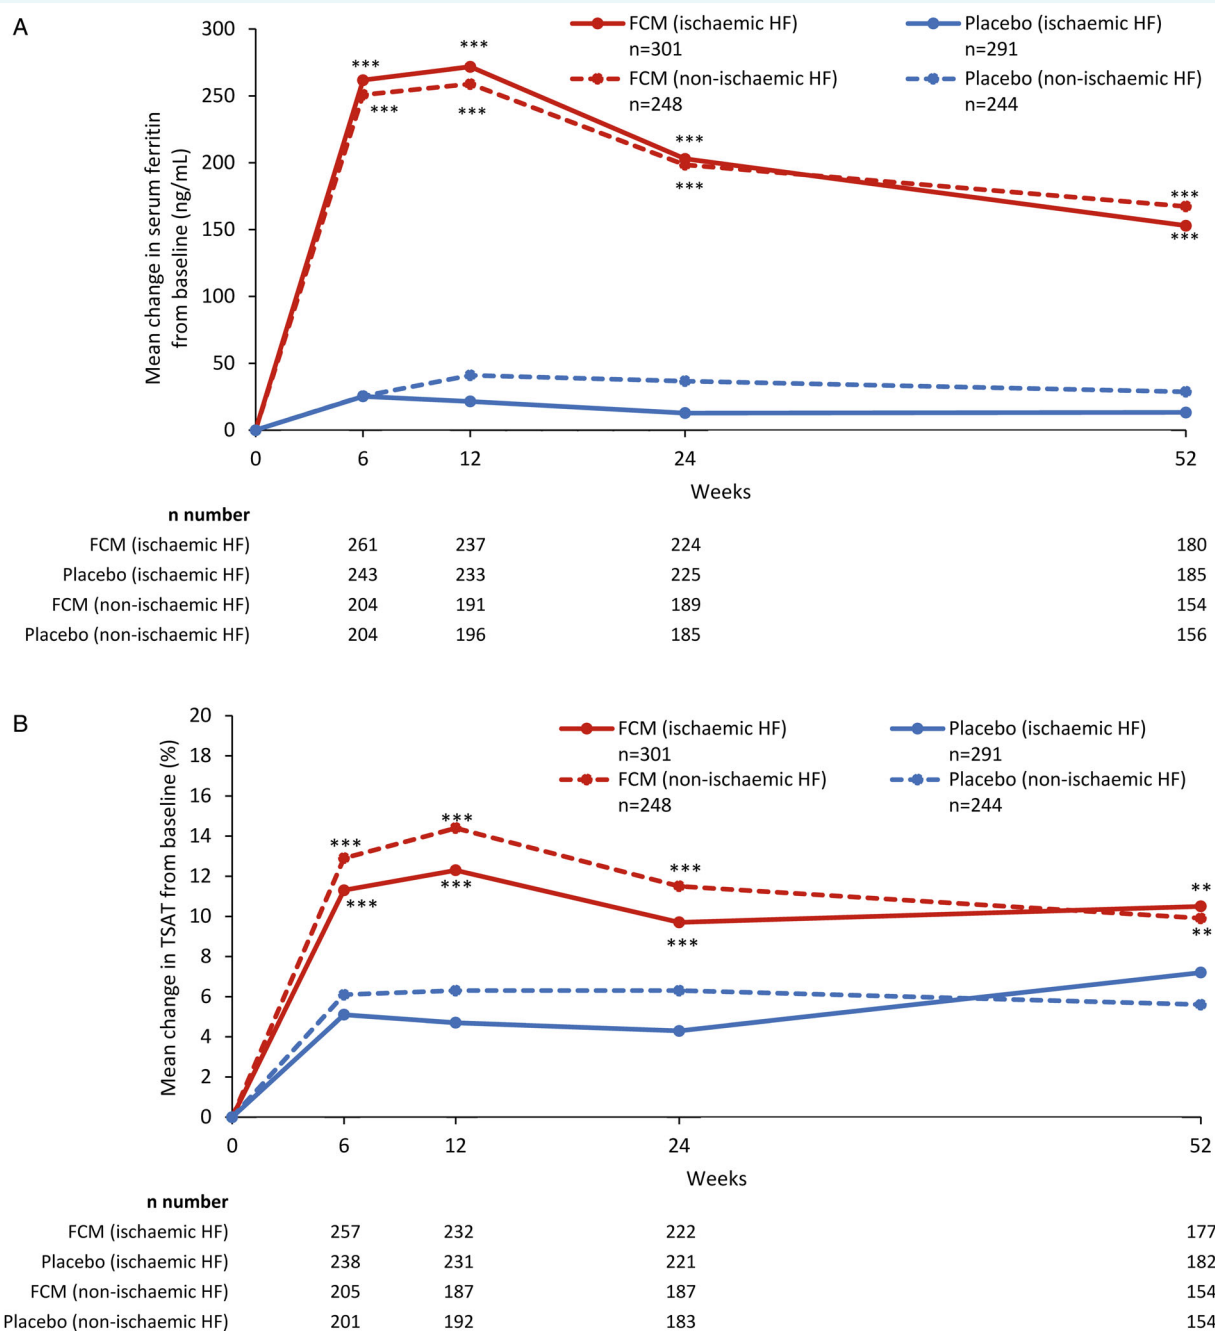 A
FCM (ischaemic HF)
n=301
Placebo (ischaemic HF)
n=291
FCM (non-ischaemic HF)
n=248
Placebo (non-ischaemic HF)
n=244
Mean change in serum ferritin
from baseline (ng/mL)
300
250
200
150
100
50
0
***
***
***
***
***
***
***
***
0 6 12 24 52
Weeks
n number
FCM (ischaemic HF) 261 237 224 180
Placebo (ischaemic HF) 243 233 225 185
FCM (non-ischaemic HF) 204 191 189 154
Placebo (non-ischaemic HF) 204 196 185 156
B
FCM (ischaemic HF)
n=301
Placebo (ischaemic HF)
n=291
FCM (non-ischaemic HF)
n=248
Placebo (non-ischaemic HF)
n=244
Mean change in TSAT from baseline (%)
20
18
16
14
12
10
8
6
4
2
0
***
***
***
***
***
***
**
**
0 6 12 24 52
Weeks
n number
FCM (ischaemic HF) 257 232 222 177
Placebo (ischaemic HF) 238 231 221 182
FCM (non-ischaemic HF) 205 187 187 154
Placebo (non-ischaemic HF) 201 192 183 154